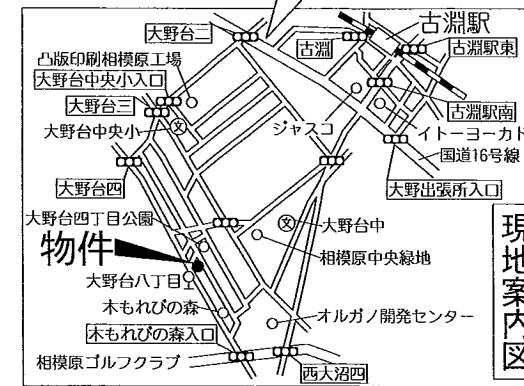 大野台二
古淵駅
古淵
古淵駅東
凸版印刷相模原工場
大野台中央小入口
大野台三
大野台中央小
文
ジャスコ
古淵駅南
イトーヨーカド
国道16号線
大野台四
大野出張所入口
大野台四丁目公園
文
大野台中
物件
相模原中央緑地
大野台八丁目
木もれびの森
オルガノ開発センター
木もれびの森入口
相模原ゴルフクラブ
西大沼四
現地案内図